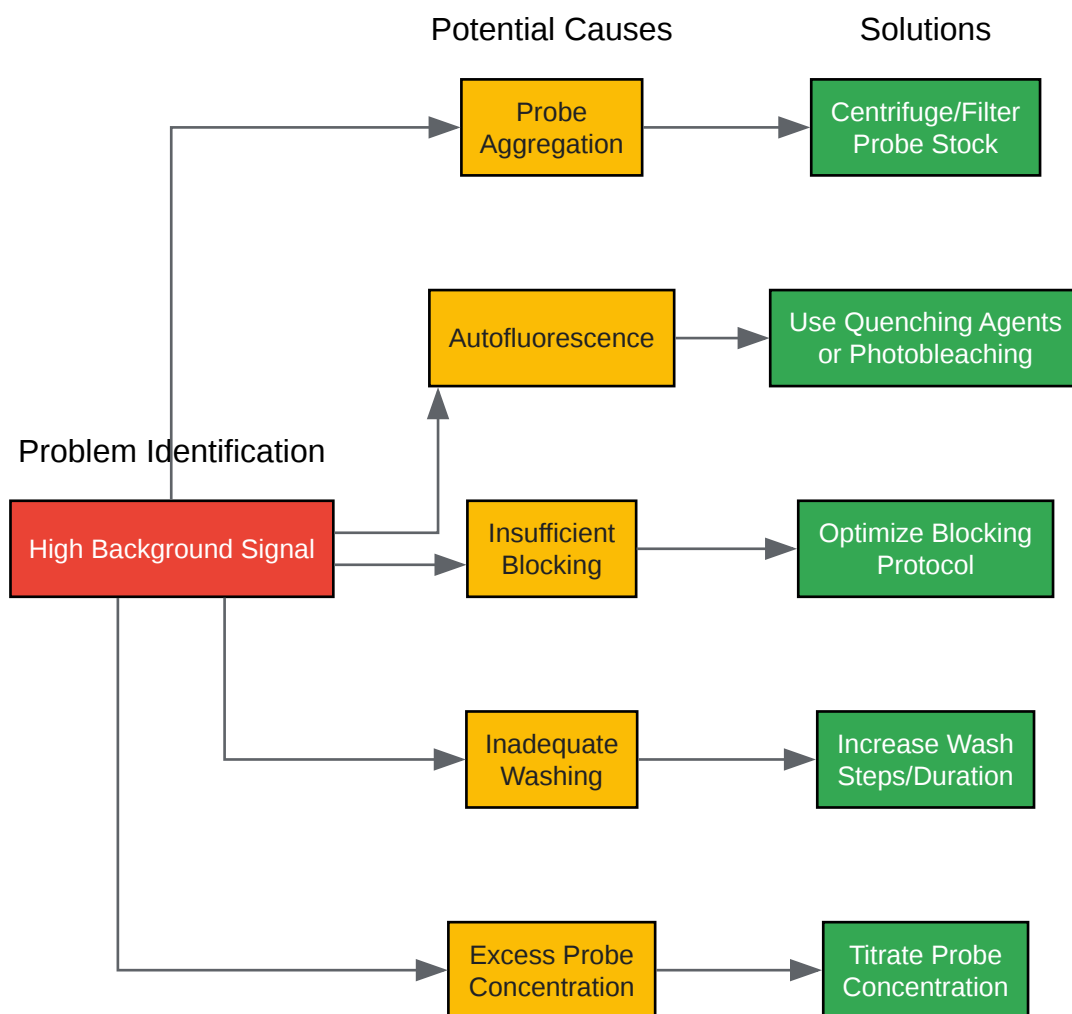 Potential Causes
Solutions
Probe
Aggregation
Centrifuge/Filter
Probe Stock
Autofluorescence
Use Quenching Agents
or Photobleaching
Problem Identification
High Background Signal
Insufficient
Blocking
Optimize Blocking
Protocol
Inadequate
Washing
Increase Wash
Steps/Duration
Excess Probe
Concentration
Titrate Probe
Concentration